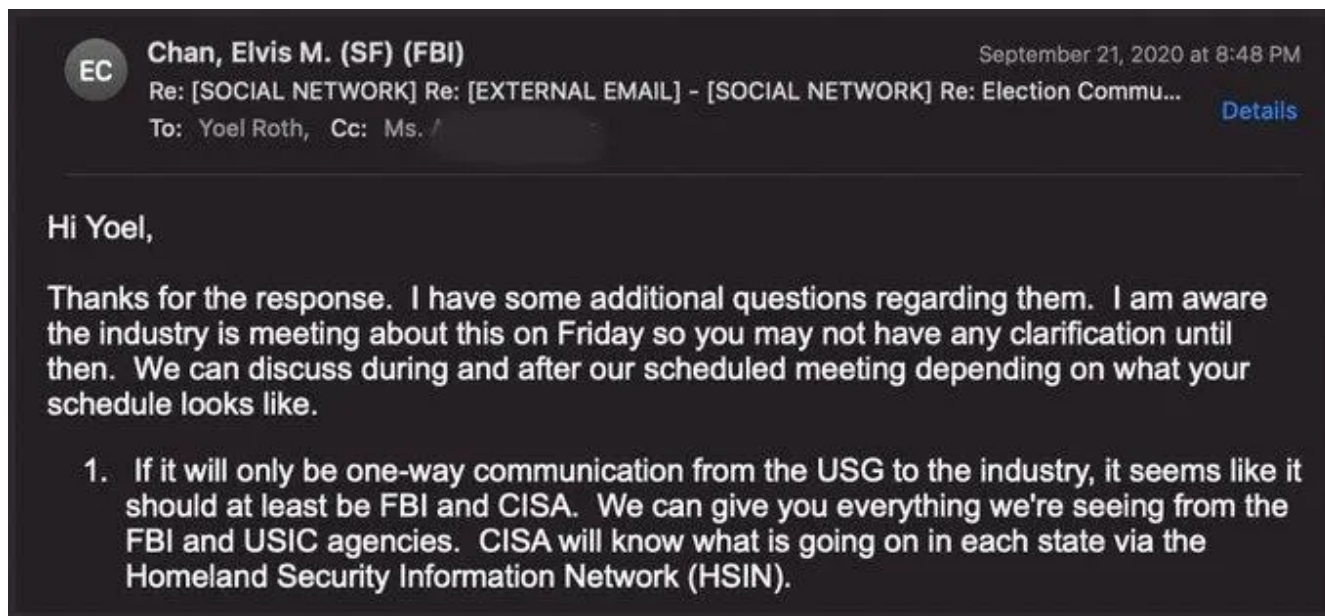 EC
Chan, Elvis M. (SF) (FBI)
September 21, 2020 at 8:48 PM
Re: [SOCIAL NETWORK] Re: [EXTERNAL EMAIL] - [SOCIAL NETWORK] Re: Election Commu...
Details
To: Yoel Roth, Cc: Ms.
Hi Yoel,
Thanks for the response. I have some additional questions regarding them. I am aware
the industry is meeting about this on Friday so you may not have any clarification until
then. We can discuss during and after our scheduled meeting depending on what your
schedule looks like.
1. If it will only be one-way communication from the USG to the industry, it seems like it
should at least be FBI and CISA. We can give you everything we're seeing from the
FBI and USIC agencies. CISA will know what is going on in each state via the
Homeland Security Information Network (HSIN).